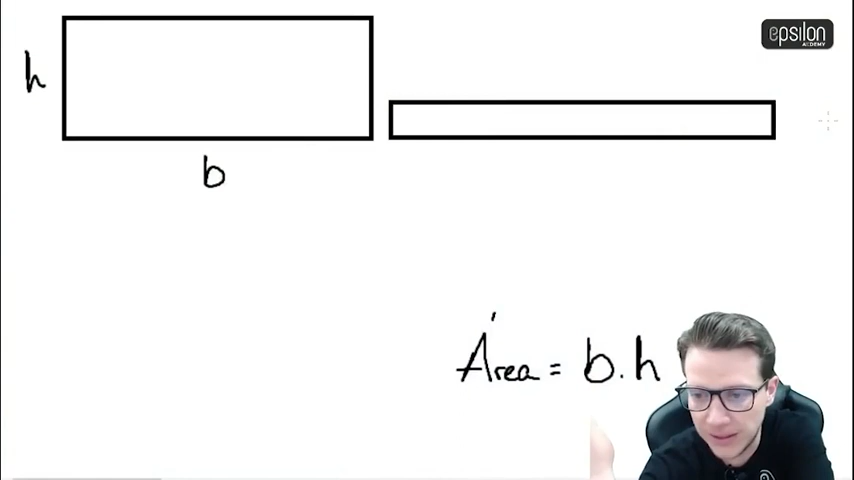 epsilon
ACADEMY
h
b
Área = b.h